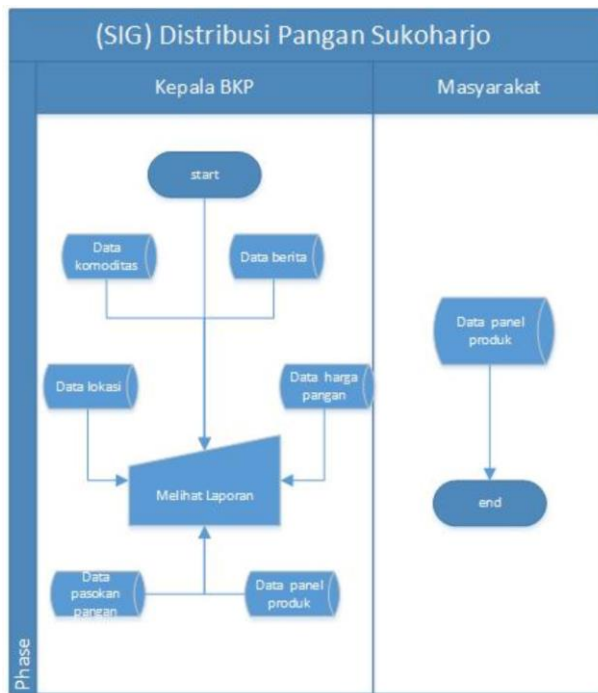 (SIG) Distribusi Pangan Sukoharjo
Kepala BKP
Masyarakat
start
Data
komoditas
Data berita
Data panel
produk
Data lokasi
Data harga
pangan
Melihat Laporan
end
Data
pasokan
pangan
Data panel
produk
Phase